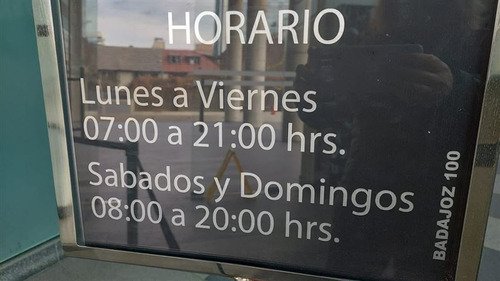 HORARIO
Lunes a Viernes
07:00 a 21:00 hrs.
Sabados y Domingos
08:00 a 20:00 hrs.
BADAJOZ 100